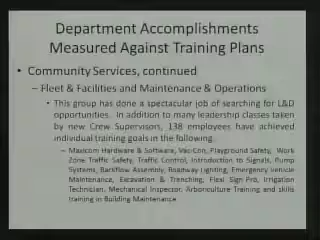 Department Accomplishments
Measured Against Training Plans
• Community Services, continued
– Fleet & Facilities and Maintenance & Operations
• This group has done a spectacular job of searching for L&D
opportunities. In addition to many leadership classes taken
by new Crew Supervisors, 138 employees have achieved
individual training goals in the following...
– Maxicom Hardware & Software, Vac-Con, Playground Safety, Work
Zone Traffic Safety, Traffic Control, Introduction to Signals, Pump
Systems, Backflow Assembly, Roadway Lighting, Emergency Vehicle
Maintenance, Excavation & Trenching, Flexi Sign Pro, Irrigation
Technician, Mechanical Inspector, Arboriculture Training and skills
training in Building Maintenance